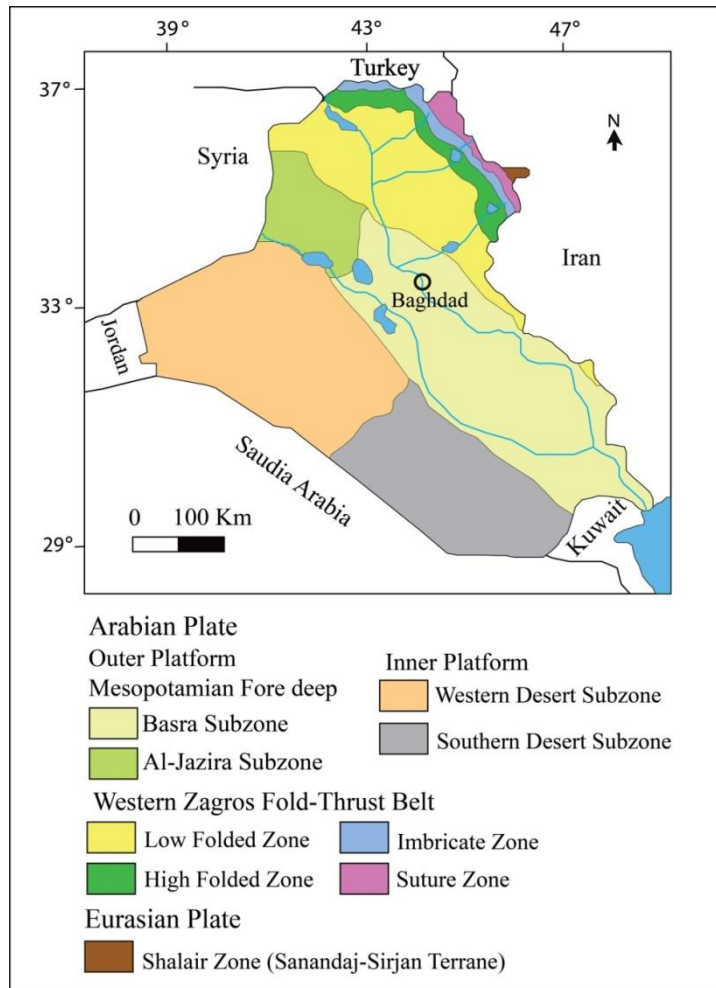 39° 43° 47°
Turkey
37°
N
Syria
Iran
33°
Baghdad
Jordan
Saudia Arabia
0 100 Km
Kuwait
29°
Arabian Plate
Outer Platform
Inner Platform
Mesopotamian Fore deep
Western Desert Subzone
Basra Subzone
Southern Desert Subzone
Al-Jazira Subzone
Western Zagros Fold-Thrust Belt
Low Folded Zone
Imbricate Zone
High Folded Zone
Suture Zone
Eurasian Plate
Shalair Zone (Sanandaj-Sirjan Terrane)